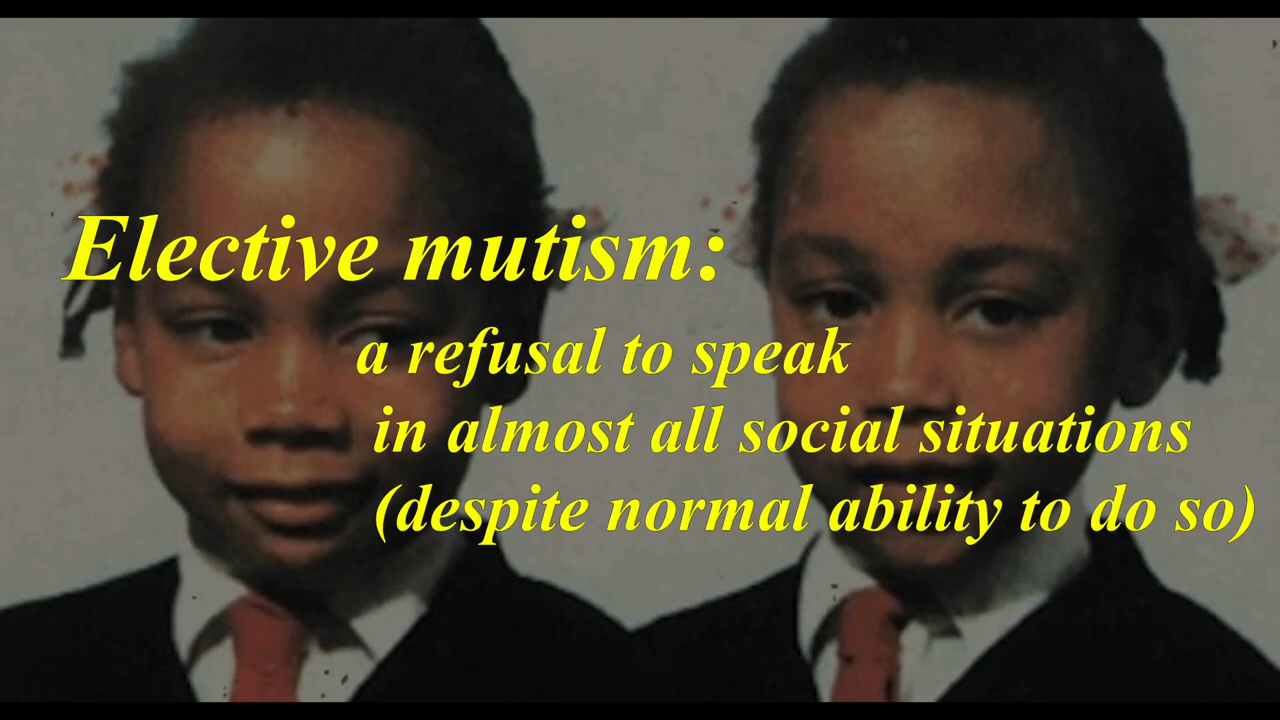 Elective mutism:
a refusal to speak
in almost all social situations
(despite normal ability to do so)